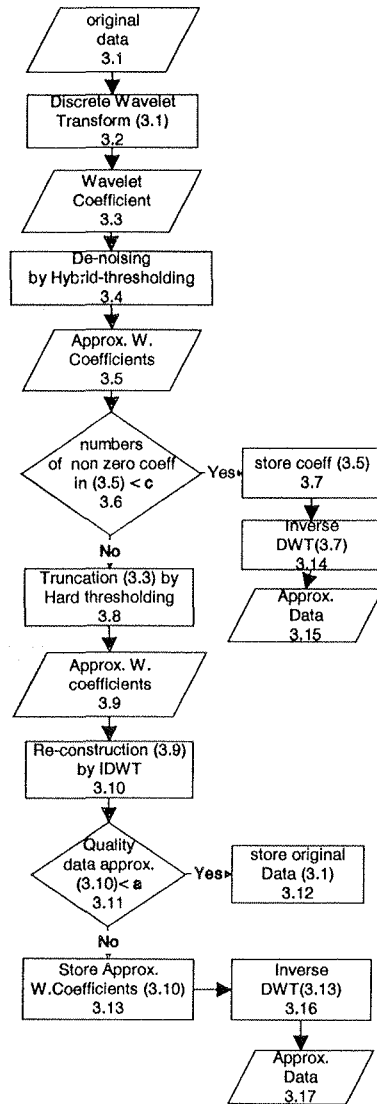 original
data
3.1
Discrete Wavelet
Transform (3.1)
3.2
Wavelet
Coefficient
3.3
De-noising
by Hybrid-thresholding
3.4
Approx. W.
Coefficients
3.5
numbers
of non zero coeff
in (3.5) < c
3.6
Yes
store coeff (3.5)
3.7
Inverse
DWT(3.7)
3.14
Approx.
Data
3.15
No
Truncation (3.3) by
Hard thresholding
3.8
Approx. W.
coefficients
3.9
Re-construction (3.9)
by IDWT
3.10
Quality
data approx.
(3.10)< a
3.11
Yes
store original
Data (3.1)
3.12
No
Store Approx.
W.Coefficients (3.10)
3.13
Inverse
DWT(3.13)
3.16
Approx.
Data
3.17